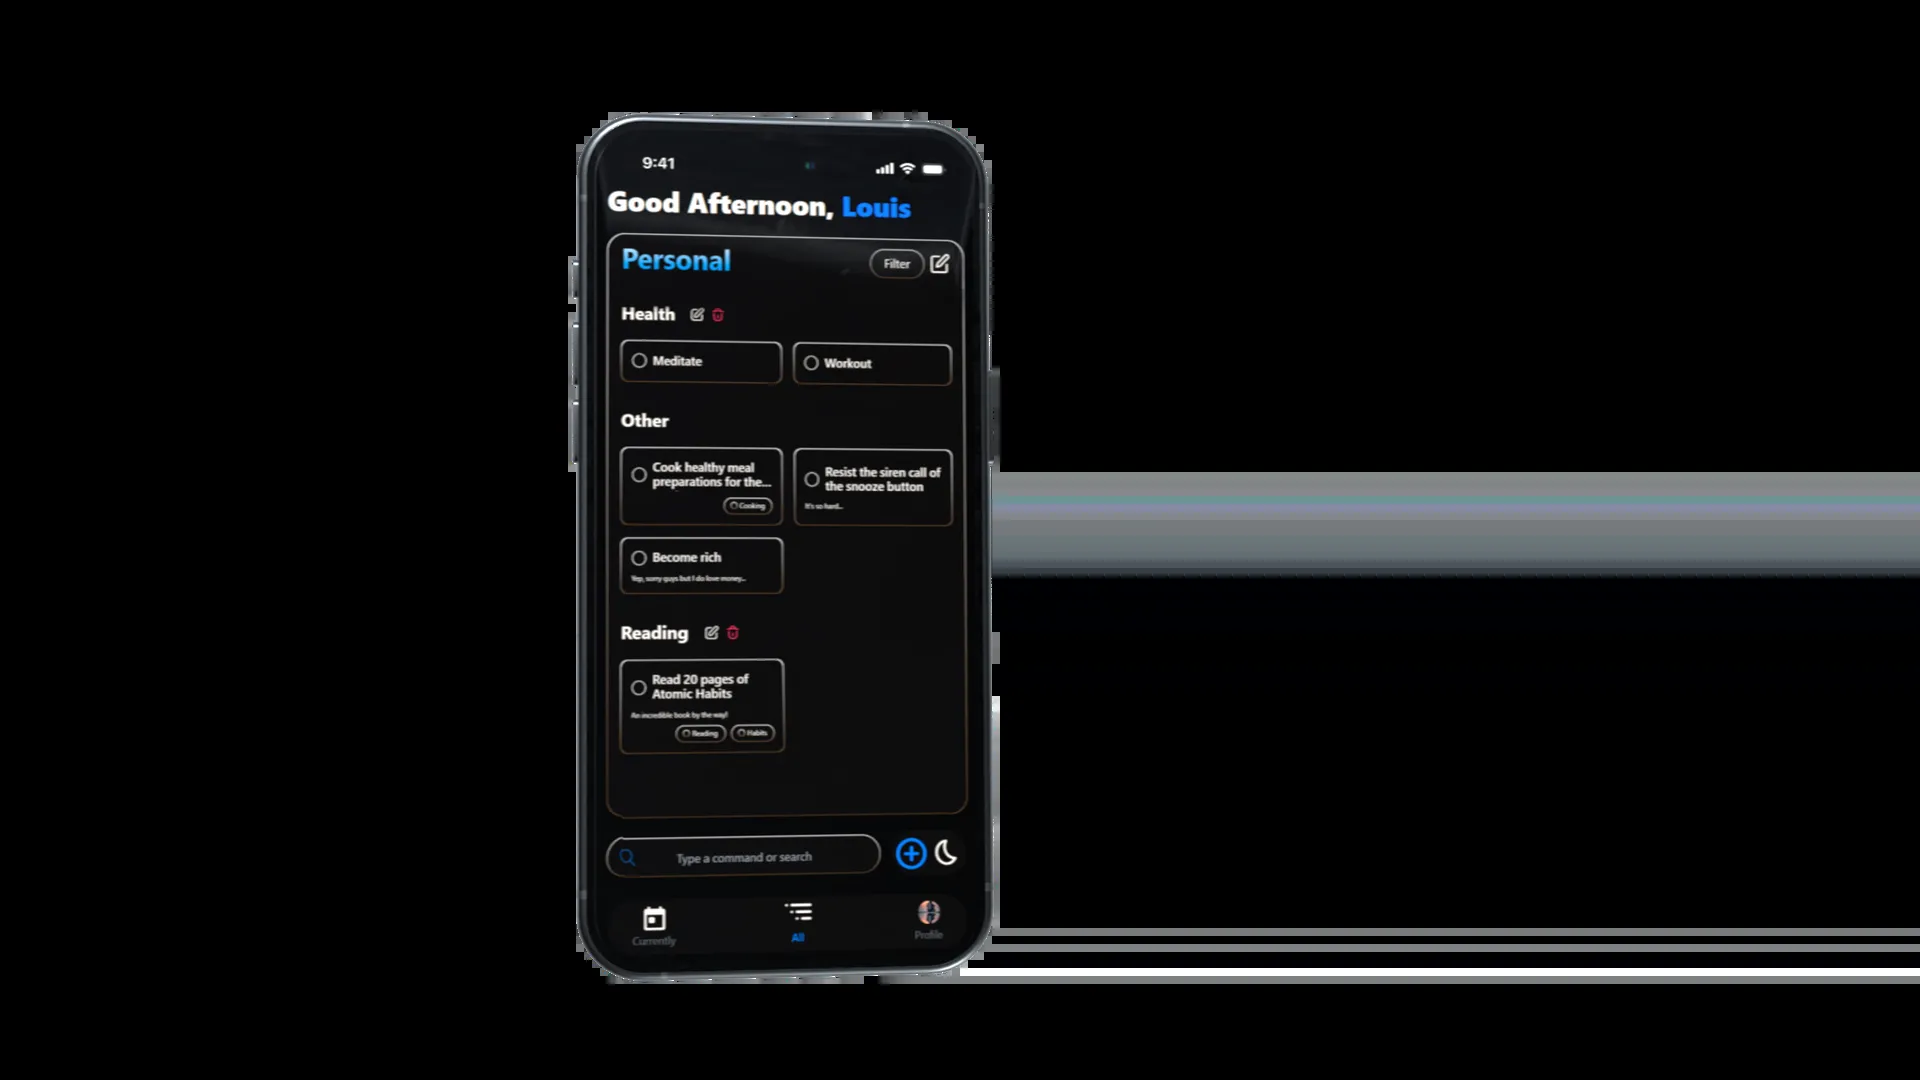 9:41
Good Afternoon, Louis
Personal
Filter
Health
Meditate
Workout
Other
Cook healthy meal
preparations for the...
Cooking
Resist the siren call of
the snooze button
It's so hard...
Become rich
Yep, sorry guys but I do love money...
Reading
Read 20 pages of
Atomic Habits
An incredible book by the way!
Reading
Habits
Type a command or search
Currently
All
Profile